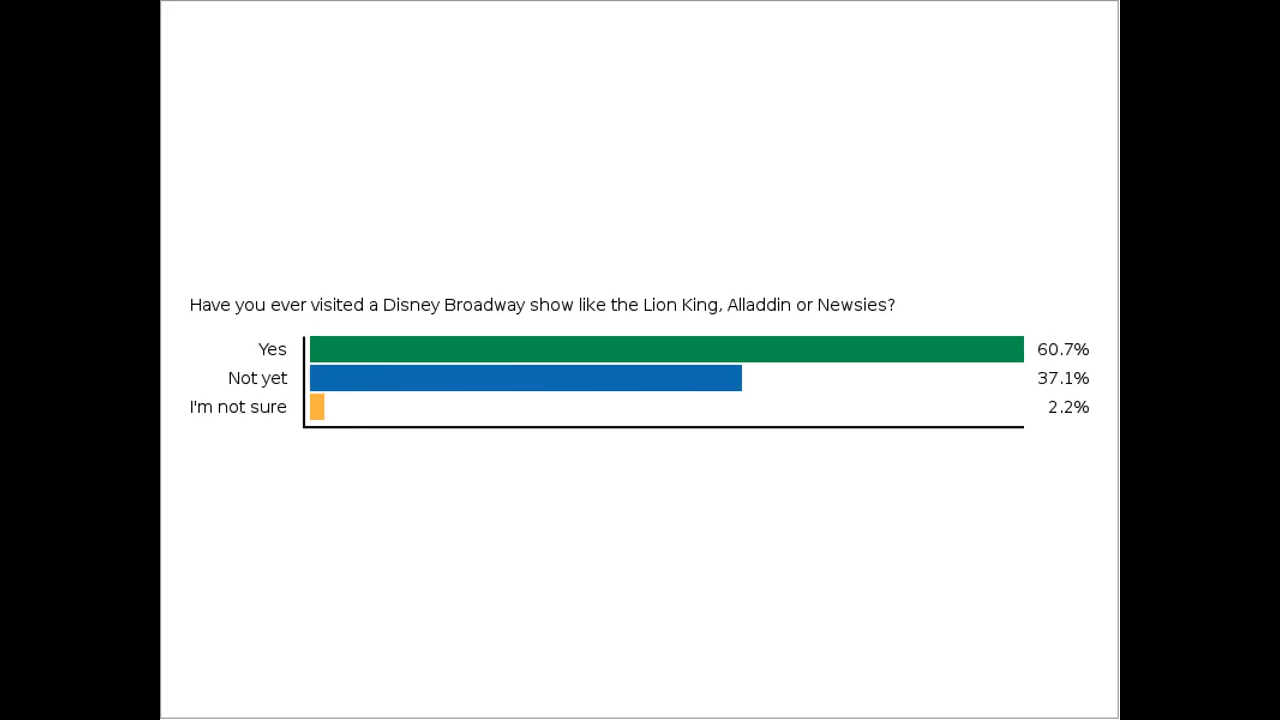 Have you ever visited a Disney Broadway show like the Lion King, Alladdin or Newsies?
Yes 60.7%
Not yet 37.1%
I'm not sure 2.2%